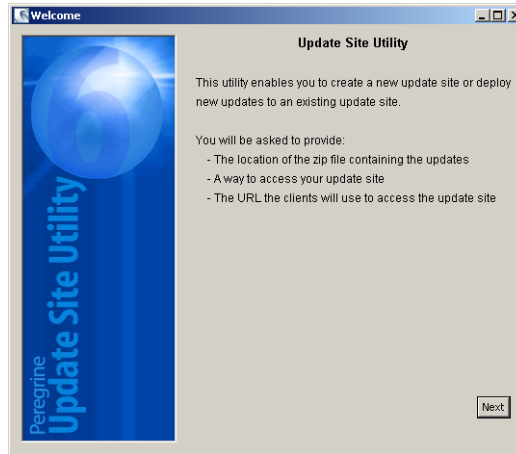 Welcome
Update Site Utility
This utility enables you to create a new update site or deploy
new updates to an existing update site.
You will be asked to provide:
- The location of the zip file containing the updates
- A way to access your update site
- The URL the clients will use to access the update site
6
Peregrine
Update Site Utility
Next